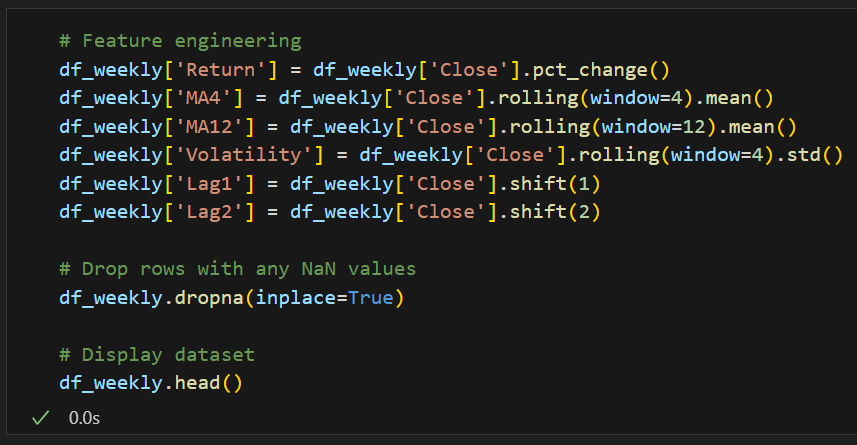 # Feature engineering
df_weekly['Return'] = df_weekly['Close'].pct_change()
df_weekly['MA4'] = df_weekly['Close'].rolling(window=4).mean()
df_weekly['MA12'] = df_weekly['Close'].rolling(window=12).mean()
df_weekly['Volatility'] = df_weekly['Close'].rolling(window=4).std()
df_weekly['Lag1'] = df_weekly['Close'].shift(1)
df_weekly['Lag2'] = df_weekly['Close'].shift(2)
# Drop rows with any NaN values
df_weekly.dropna(inplace=True)
# Display dataset
df_weekly.head()
0.0s